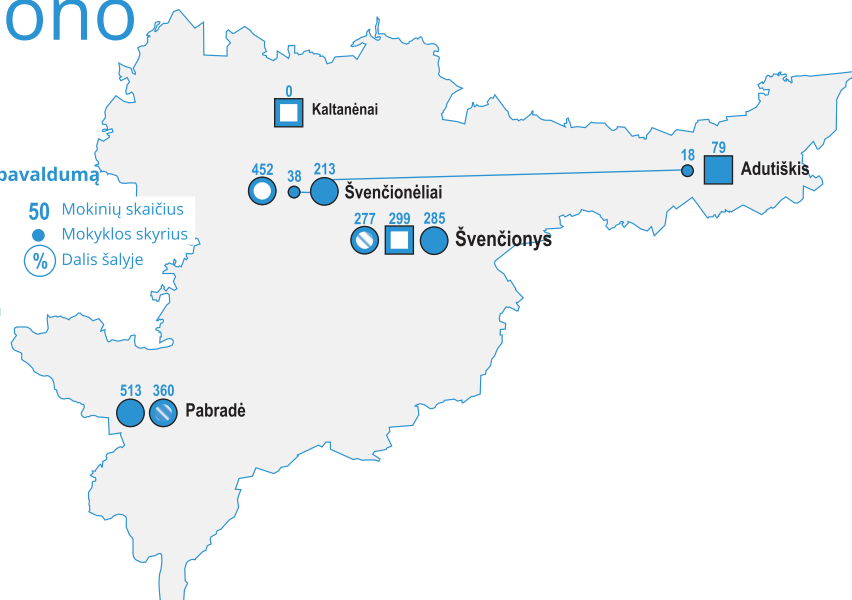 ono
pavaldumą
50 Mokinių skaičius
Mokyklos skyrius
% Dalis šalyje
0
Kaltanėnai
18 79
Adutiškis
452 38 213
Švenčionėliai
277 299 285
Švenčionys
513 360
Pabradė